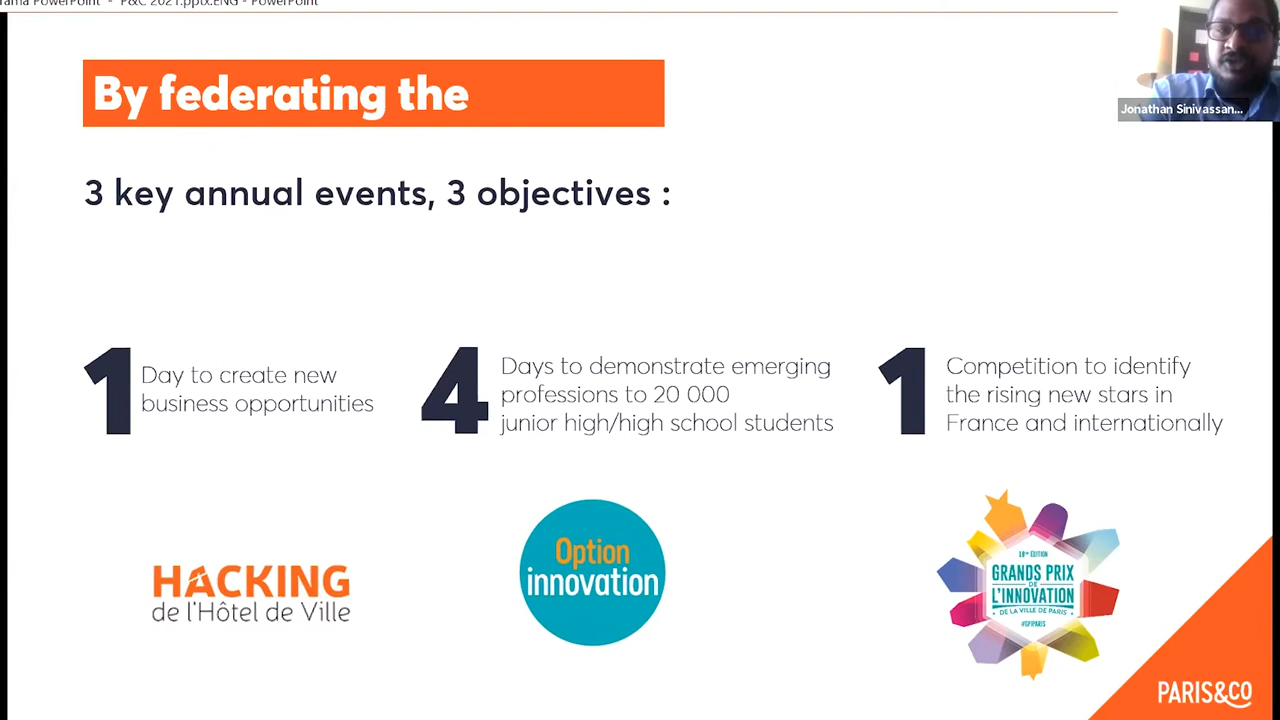 rama PowerPoint - P&C 2021.pptx.ENG - PowerPoint
By federating the
Jonathan Sinivassan...
3 key annual events, 3 objectives :
1 Day to create new
business opportunities
4 Days to demonstrate emerging
professions to 20 000
junior high/high school students
1 Competition to identify
the rising new stars in
France and internationally
HACKING
de l'Hôtel de Ville
Option
innovation
GRANDS PRIX
DE
L'INNOVATION
DE LA VILLE DE PARIS
#GPIPARIS
PARIS&CO